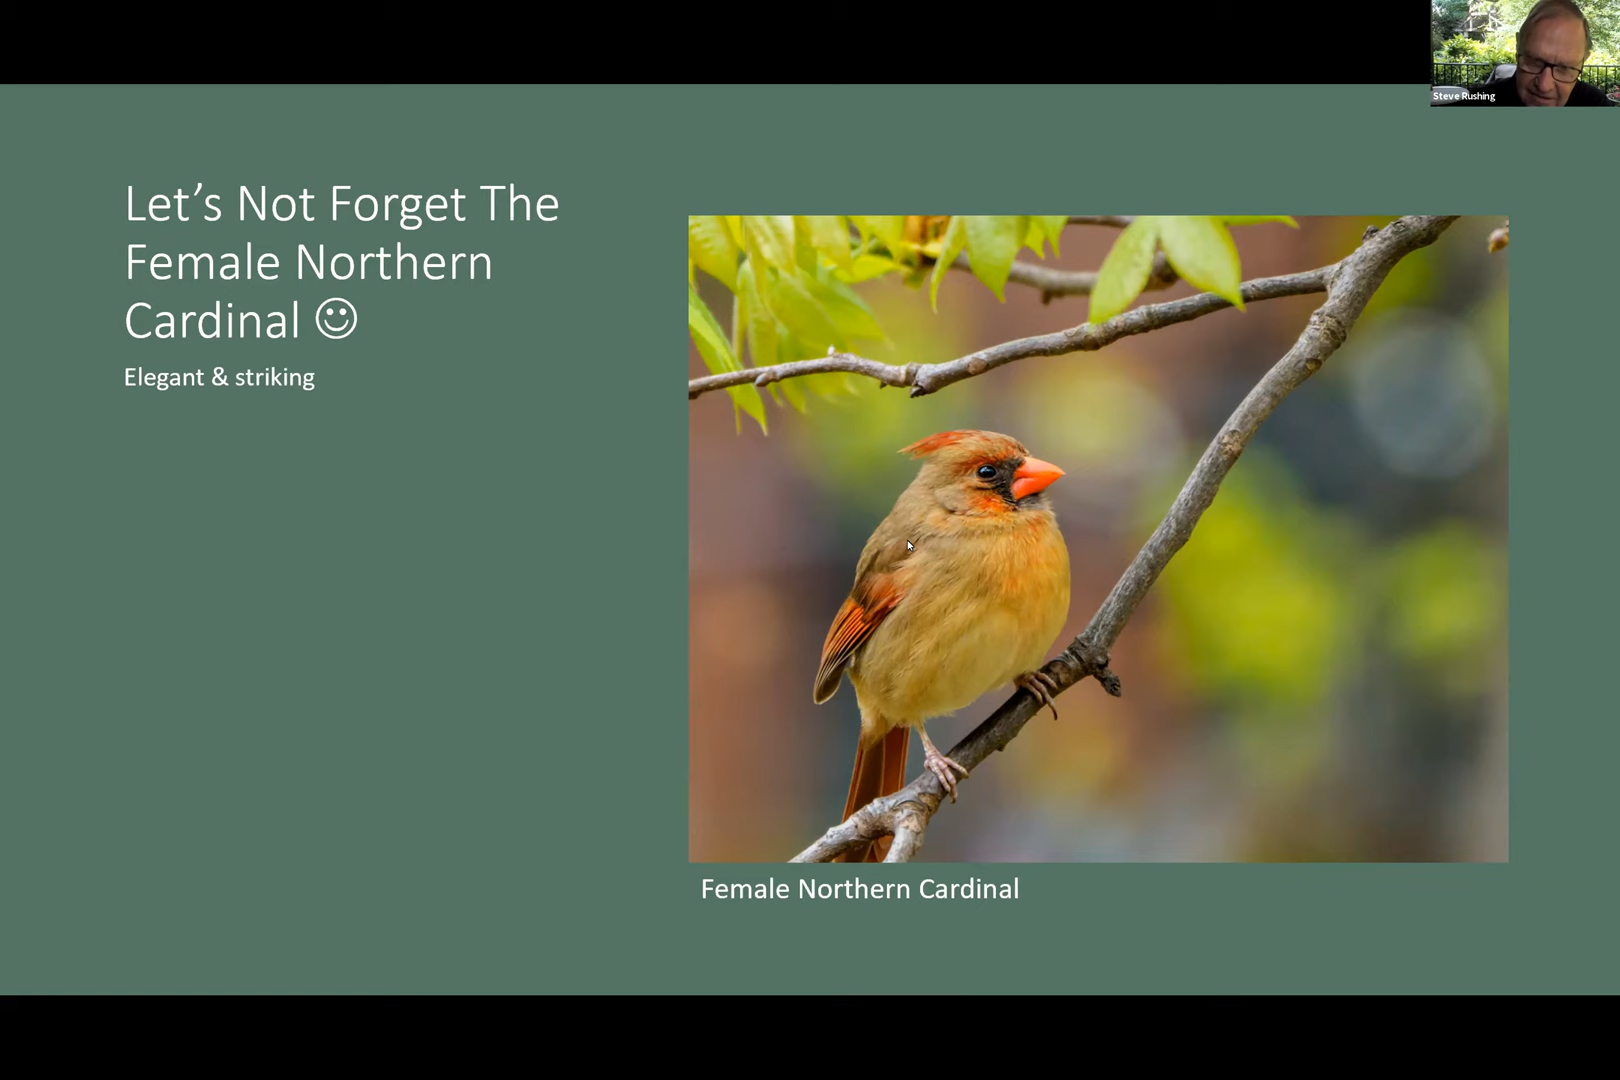 Steve Rushing
Let’s Not Forget The
Female Northern
Cardinal ☺
Elegant & striking
Female Northern Cardinal